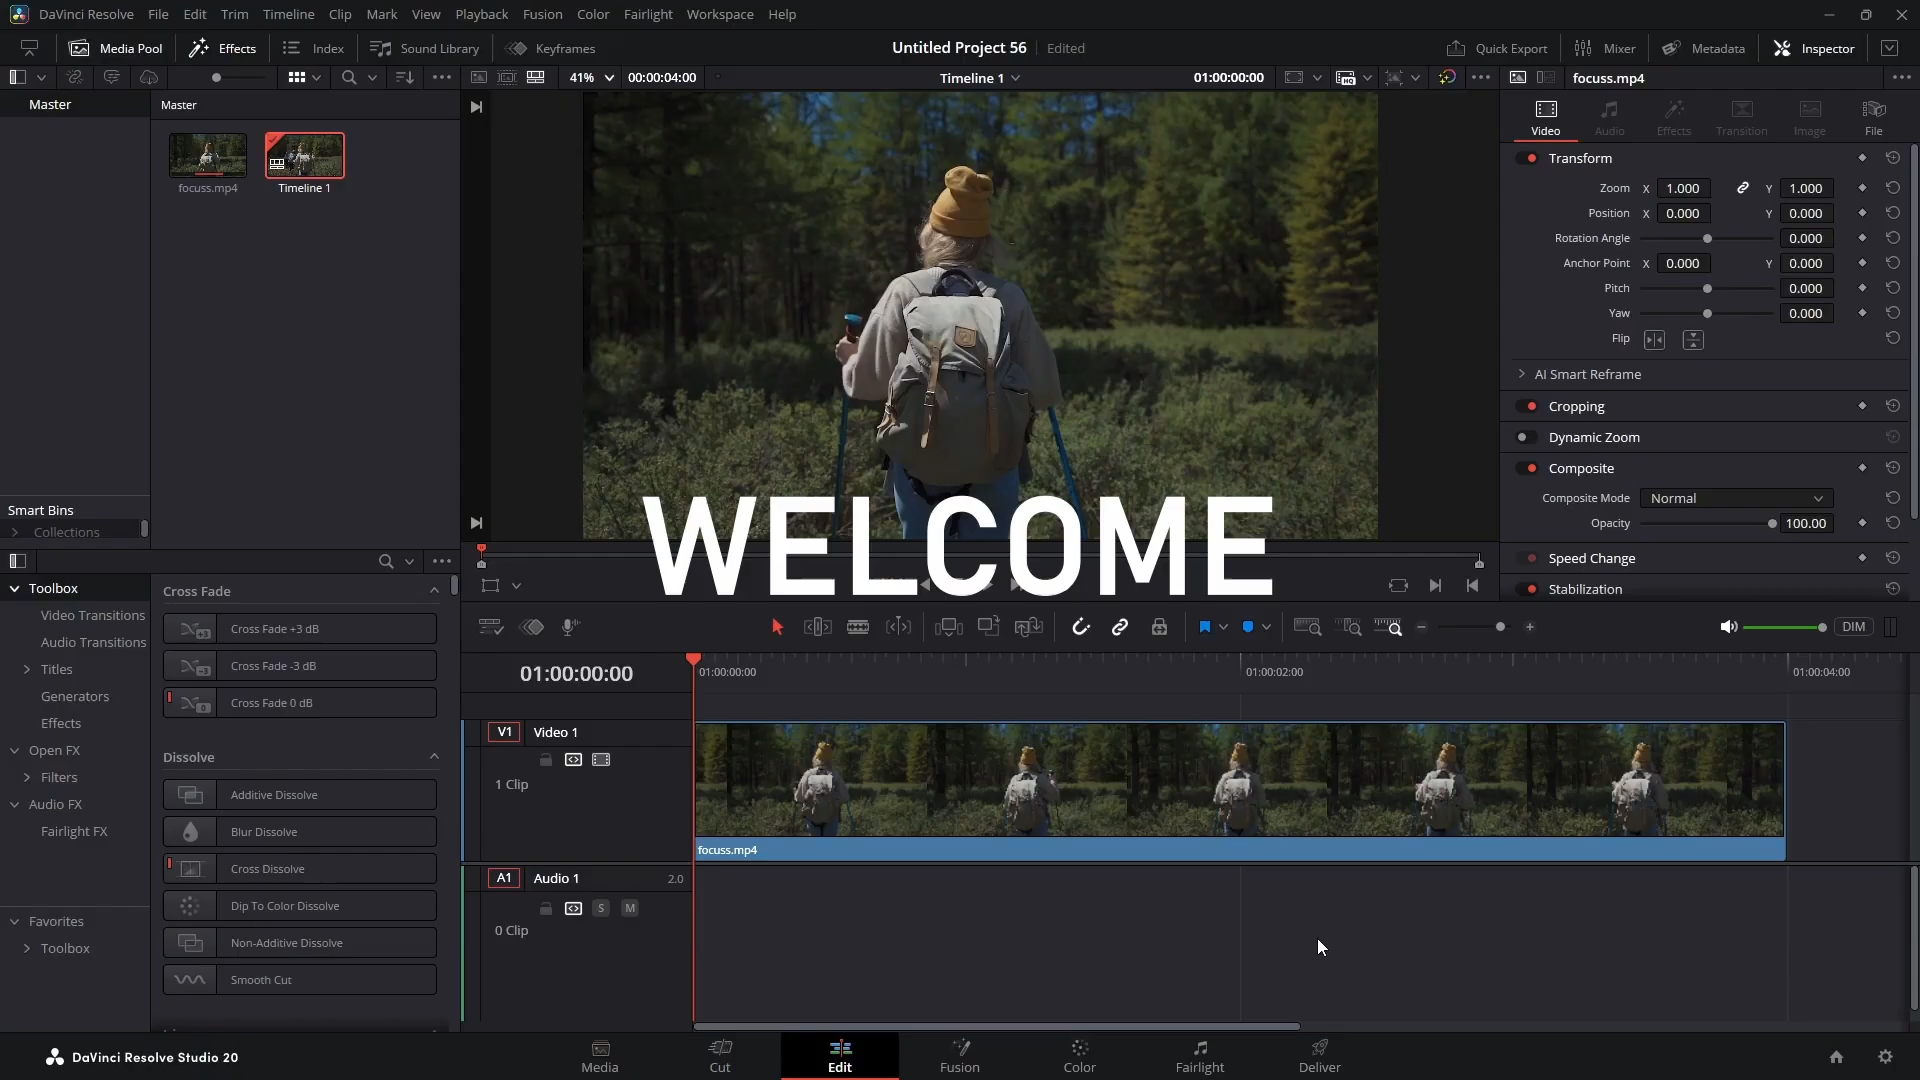 DaVinci Resolve File Edit Trim Timeline Clip Mark View Playback Fusion Color Fairlight Workspace Help
Media Pool Effects Index Sound Library Keyframes Untitled Project 56 Edited Quick Export Mixer Metadata Inspector
41% 00:00:04:00 Timeline 1 01:00:00:00 focuss.mp4
Master Master
focuss.mp4 Timeline 1
Smart Bins
Collections
Video Audio Effects Transition Image File
Transform
Zoom X 1.000 Y 1.000
Position X 0.000 Y 0.000
Rotation Angle 0.000
Anchor Point X 0.000 Y 0.000
Pitch 0.000
Yaw 0.000
Flip
AI Smart Reframe
Cropping
Dynamic Zoom
Composite
Composite Mode Normal
Opacity 100.00
Speed Change
Stabilization
WELCOME
Toolbox
Video Transitions
Audio Transitions
Titles
Generators
Effects
Open FX
Filters
Audio FX
Fairlight FX
Favorites
Toolbox
Cross Fade
+3 Cross Fade +3 dB
-3 Cross Fade -3 dB
0 Cross Fade 0 dB
Dissolve
Additive Dissolve
Blur Dissolve
Cross Dissolve
Dip To Color Dissolve
Non-Additive Dissolve
Smooth Cut
DIM
01:00:00:00 01:00:00:00 01:00:02:00 01:00:04:00
V1 Video 1
1 Clip
focuss.mp4
A1 Audio 1 2.0
S M
0 Clip
DaVinci Resolve Studio 20 Media Cut Edit Fusion Color Fairlight Deliver